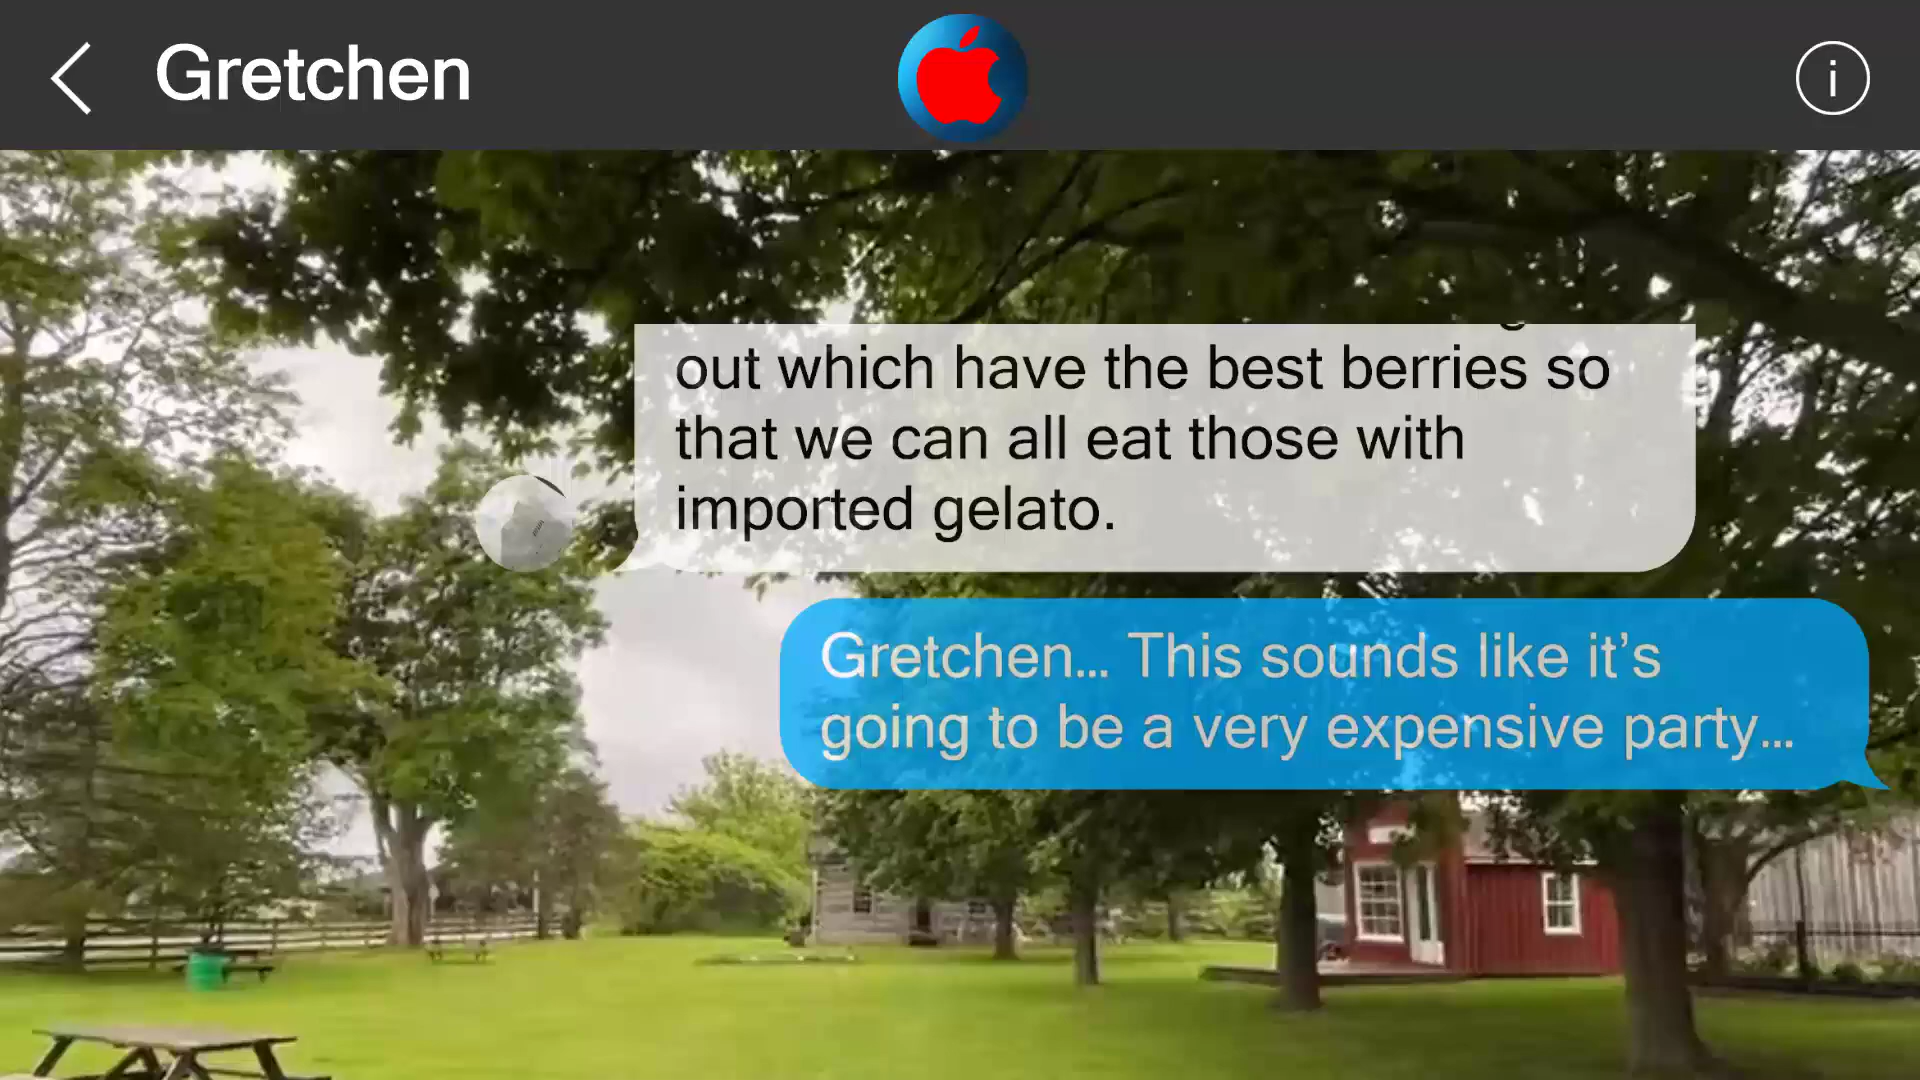 Gretchen
i
out which have the best berries so
that we can all eat those with
imported gelato.
Gretchen... This sounds like it’s
going to be a very expensive party...